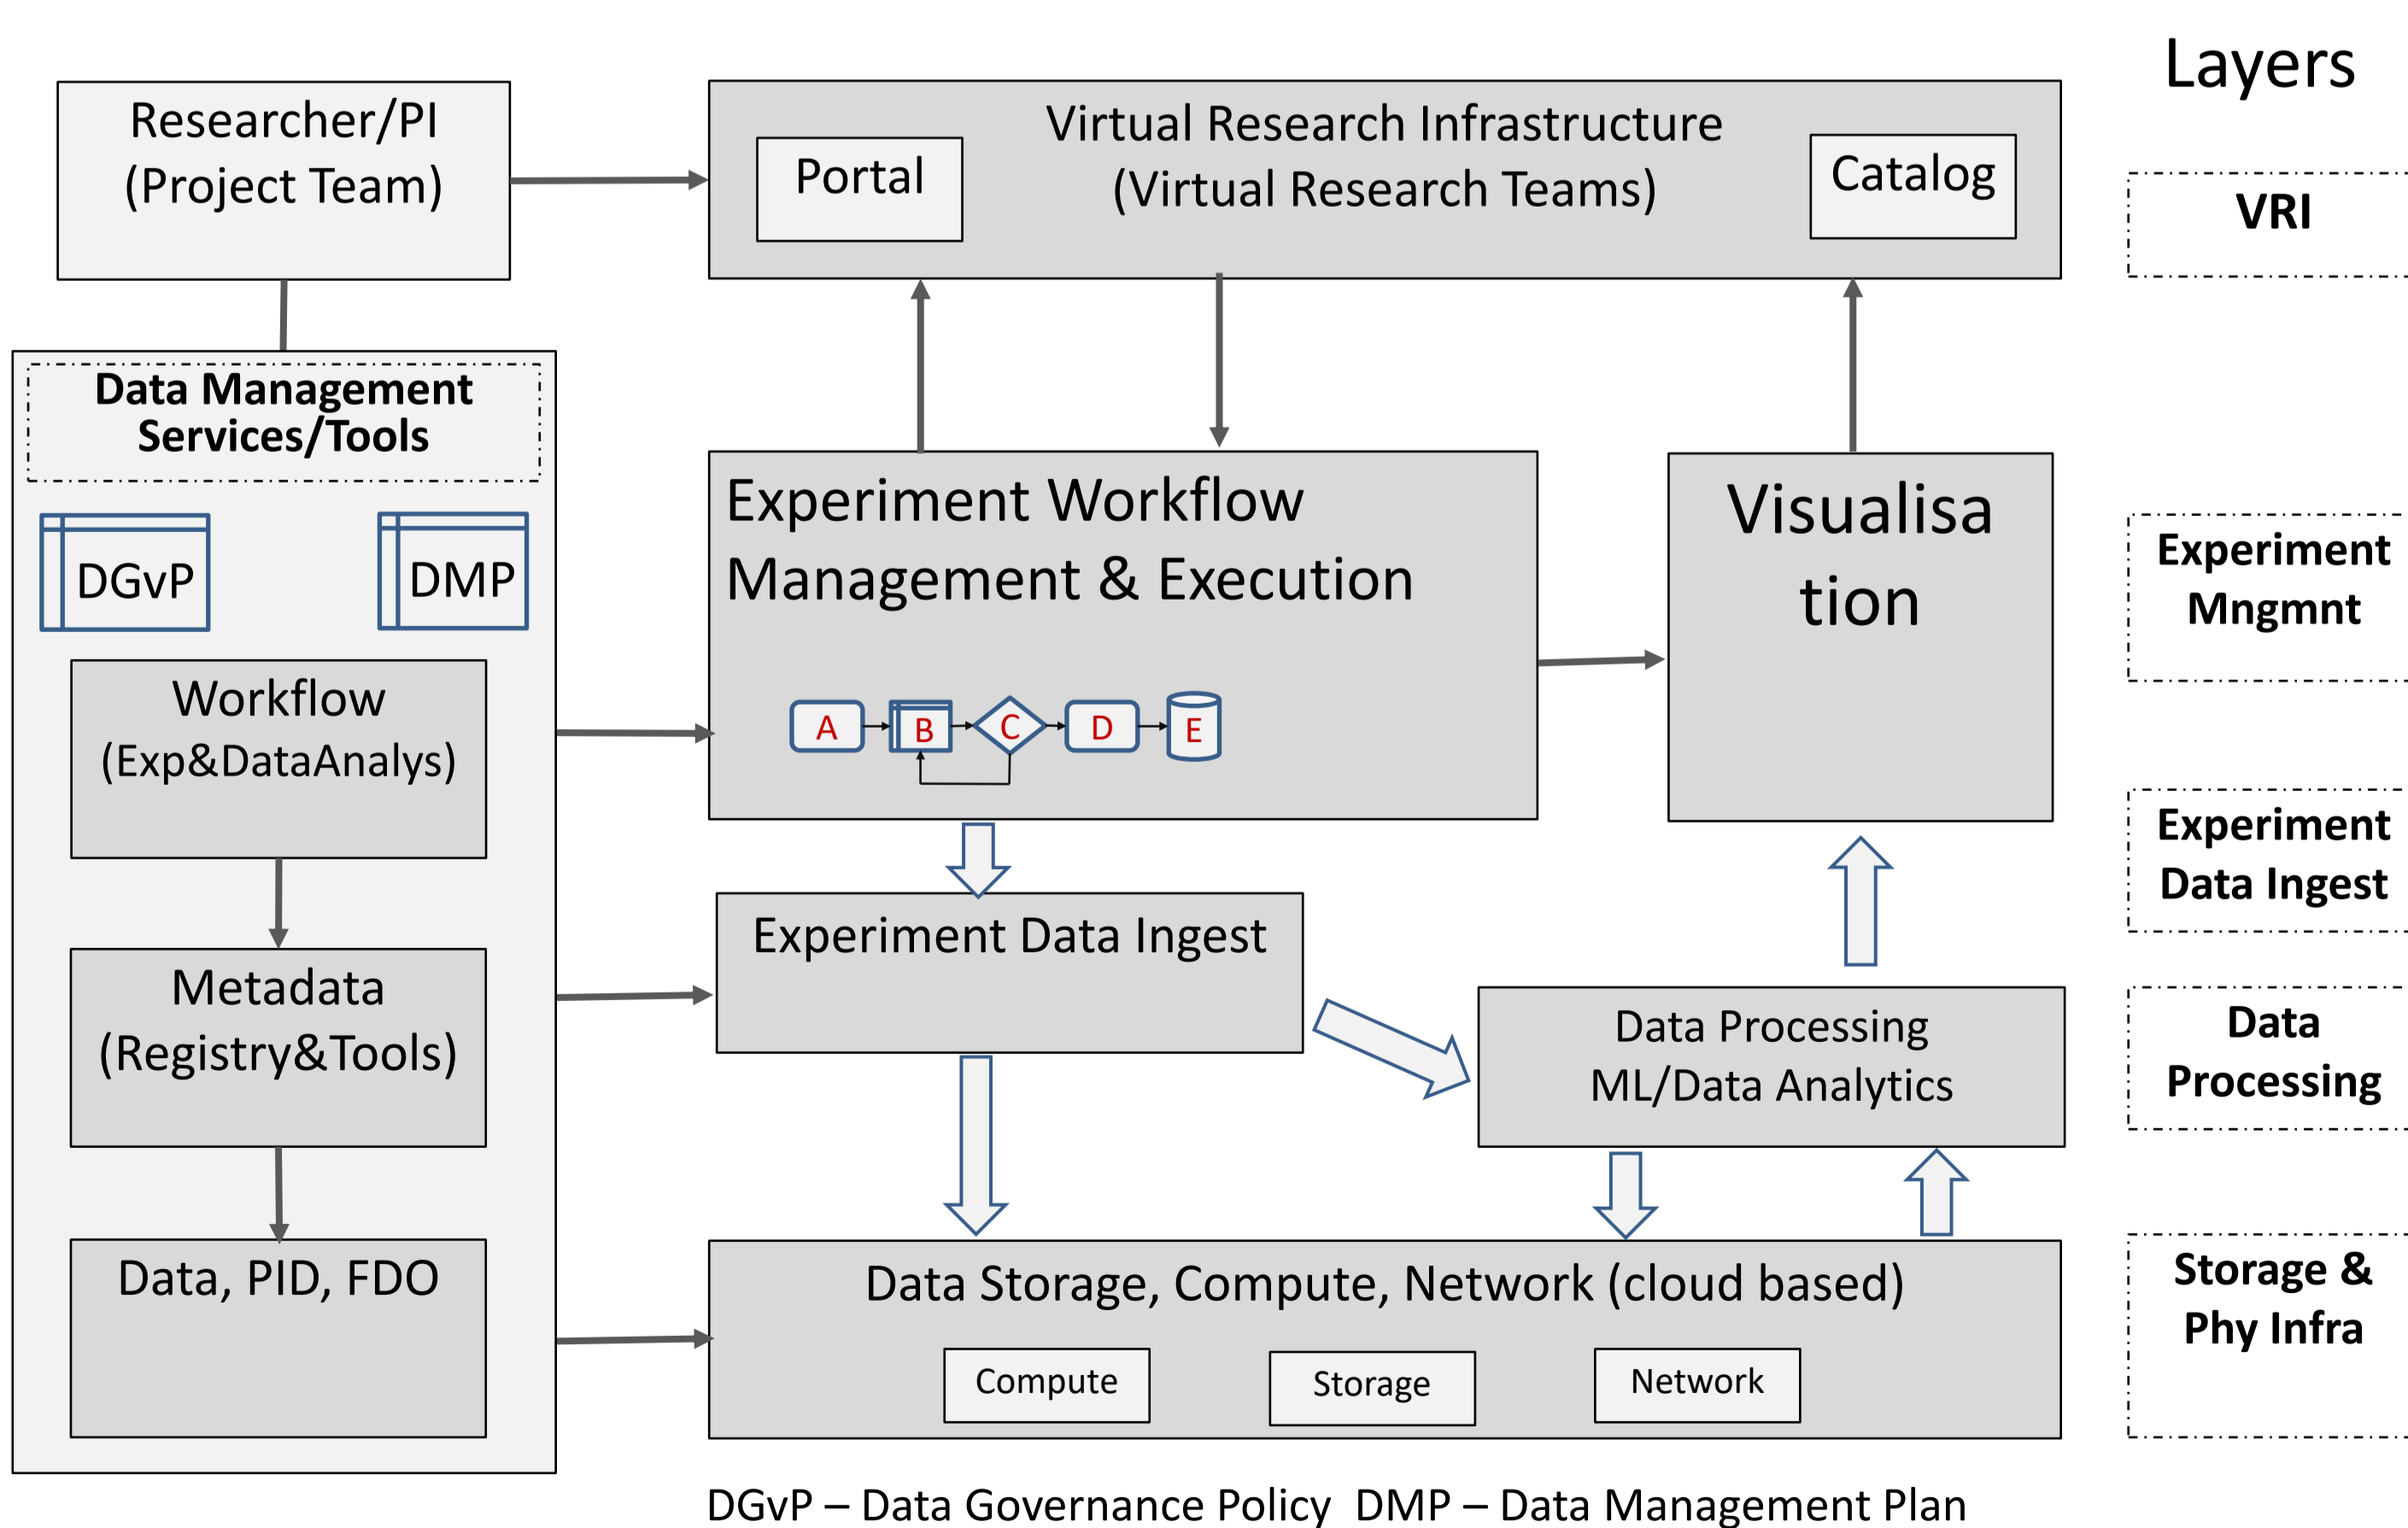 Layers
Researcher/PI
(Project Team)
Virtual Research Infrastructure
(Virtual Research Teams)
Portal
Catalog
VRI
Data Management
Services/Tools
DGvP
DMP
Workflow
(Exp&DataAnalys)
Metadata
(Registry&Tools)
Data, PID, FDO
Experiment Workflow
Management & Execution
A
B
C
D
E
Visualisa
tion
Experiment
Mngmnt
Experiment Data Ingest
Experiment
Data Ingest
Data Processing
ML/Data Analytics
Data
Processing
Data Storage, Compute, Network (cloud based)
Compute
Storage
Network
Storage &
Phy Infra
DGvP – Data Governance Policy DMP – Data Management Plan